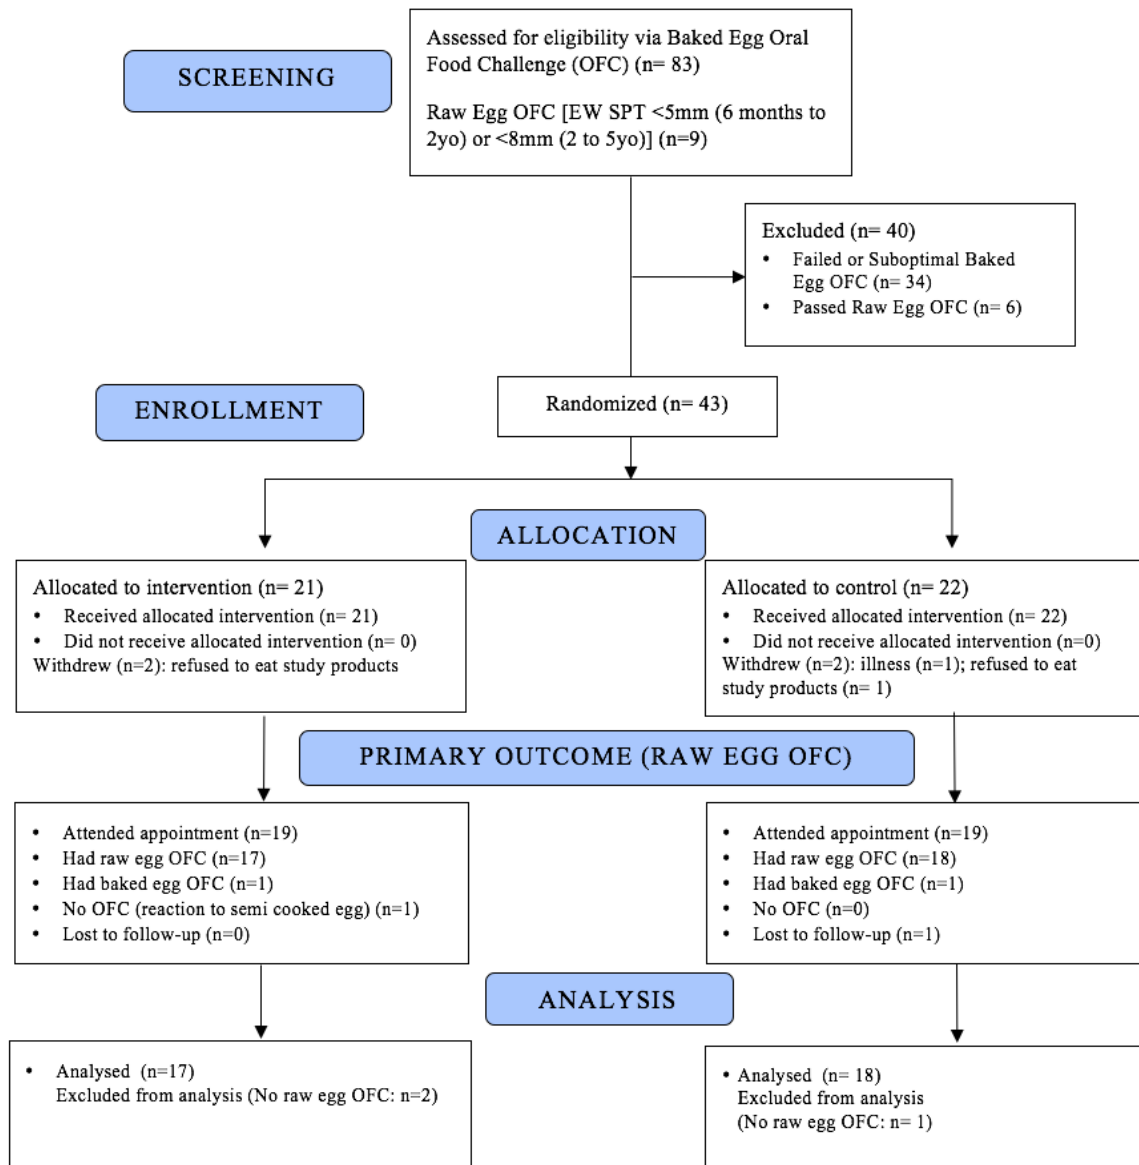 SCREENING
Assessed for eligibility via Baked Egg Oral
Food Challenge (OFC) (n= 83)
Raw Egg OFC [EW SPT <5mm (6 months to
2yo) or <8mm (2 to 5yo)] (n=9)
Excluded (n= 40)
• Failed or Suboptimal Baked
Egg OFC (n= 34)
• Passed Raw Egg OFC (n= 6)
ENROLLMENT
Randomized (n= 43)
ALLOCATION
Allocated to intervention (n= 21)
• Received allocated intervention (n= 21)
• Did not receive allocated intervention (n= 0)
Withdrew (n=2): refused to eat study products
Allocated to control (n= 22)
• Received allocated intervention (n= 22)
• Did not receive allocated intervention (n=0)
Withdrew (n=2): illness (n=1); refused to eat
study products (n= 1)
PRIMARY OUTCOME (RAW EGG OFC)
• Attended appointment (n=19)
• Had raw egg OFC (n=17)
• Had baked egg OFC (n=1)
• No OFC (reaction to semi cooked egg) (n=1)
• Lost to follow-up (n=0)
• Attended appointment (n=19)
• Had raw egg OFC (n=18)
• Had baked egg OFC (n=1)
• No OFC (n=0)
• Lost to follow-up (n=1)
ANALYSIS
• Analysed (n=17)
Excluded from analysis (No raw egg OFC: n=2)
• Analysed (n= 18)
Excluded from analysis
(No raw egg OFC: n= 1)